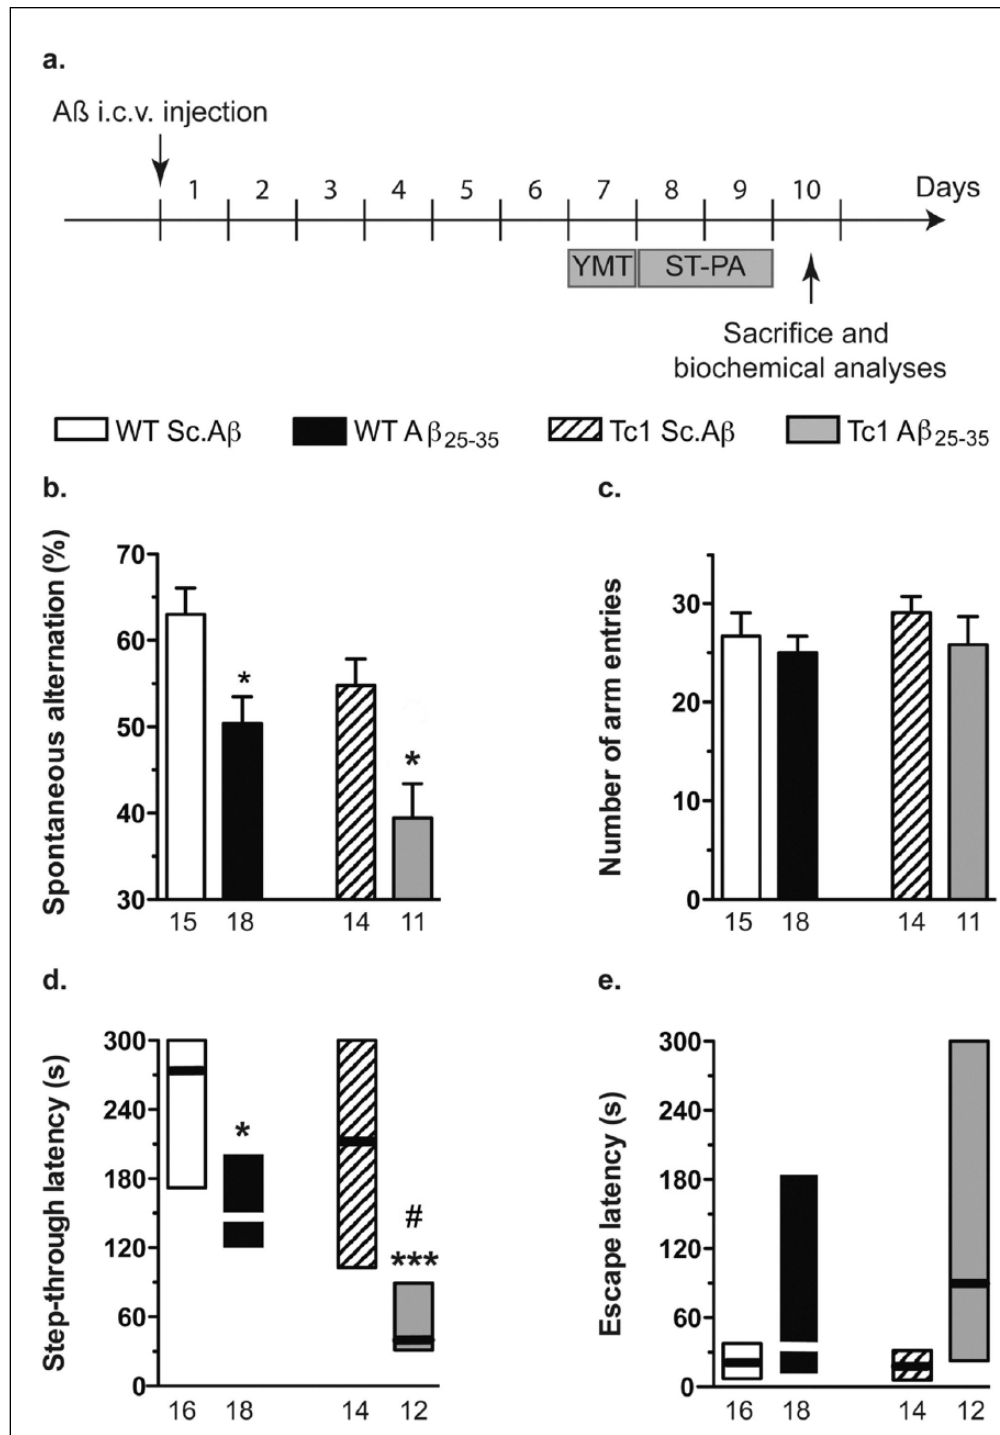 a.
Aß i.c.v. injection
1 2 3 4 5 6 7 8 9 10 Days
YMT ST-PA
Sacrifice and
biochemical analyses
WT Sc.Aβ WT Aβ25-35 Tc1 Sc.Aβ Tc1 Aβ25-35
b.
Spontaneous alternation (%)
70
60
50
40
30
*
*
15 18 14 11
c.
Number of arm entries
30
20
10
0
15 18 14 11
d.
Step-through latency (s)
300
240
180
120
60
0
*
#
***
16 18 14 12
e.
Escape latency (s)
300
240
180
120
60
0
16 18 14 12